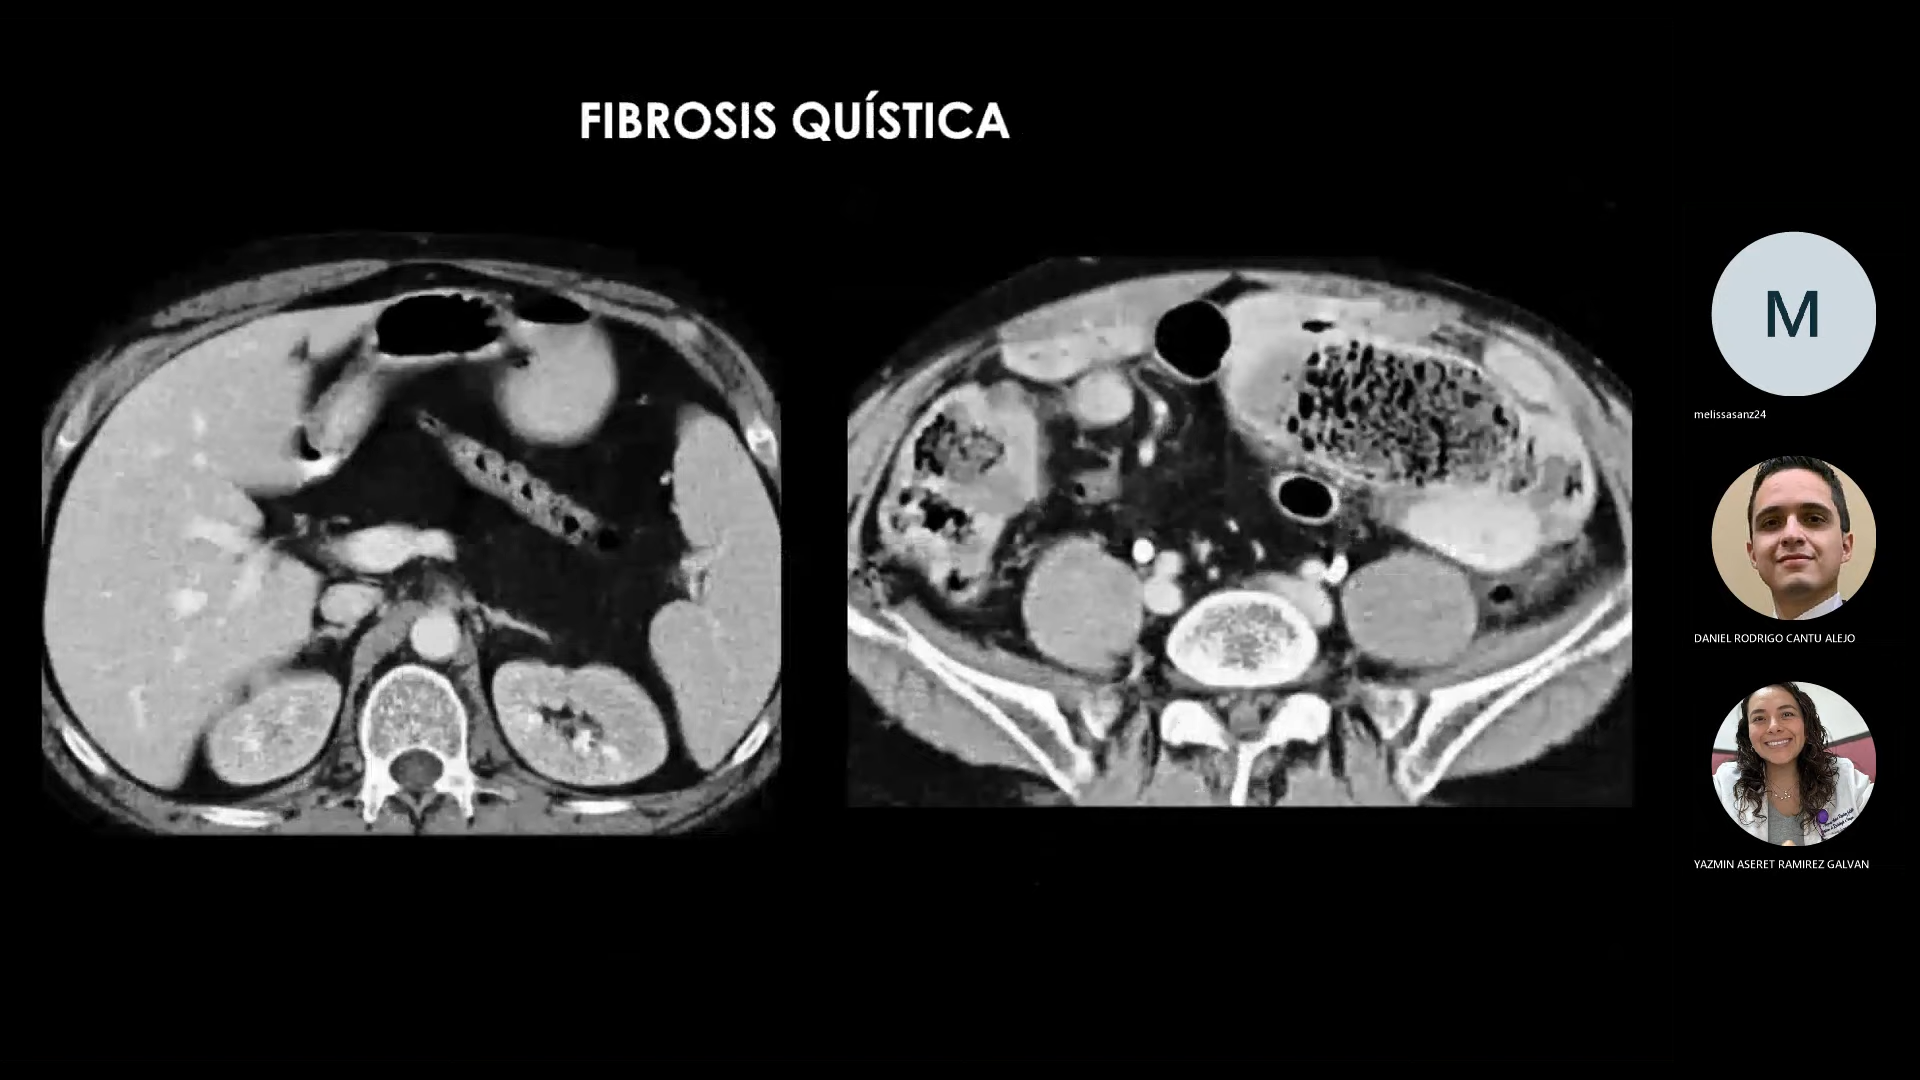 FIBROSIS QUÍSTICA
M
melissasanz24
DANIEL RODRIGO CANTU ALEJO
YAZMIN ASERET RAMIREZ GALVAN